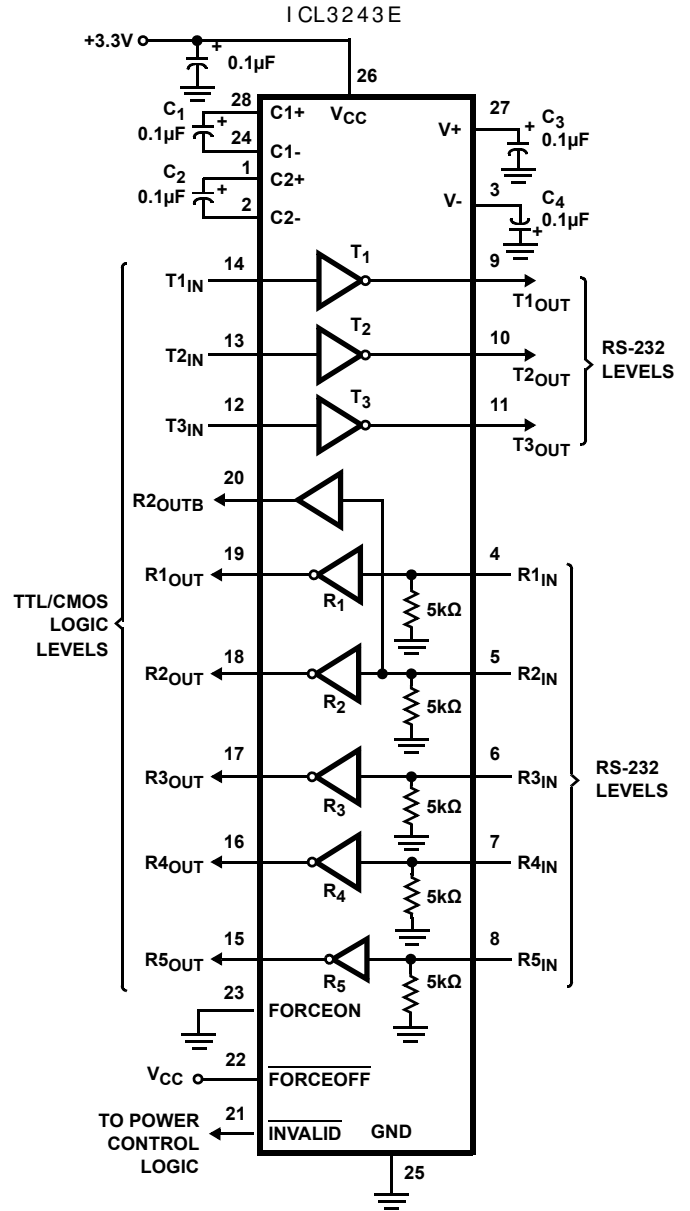 ICL3243E
+3.3V
+
0.1µF
26
28
C1
0.1µF
+
24
C1+
VCC
C1-
27
V+
+
C3
0.1µF
1
C2
0.1µF
+
2
C2+
C2-
3
V-
C4
0.1µF
+
T1IN
14
T1
9
T1OUT
T2IN
13
T2
10
T2OUT
T3IN
12
T3
11
T3OUT
RS-232
LEVELS
R2OUTB
20
R1OUT
19
R1
5kΩ
4
R1IN
TTL/CMOS
LOGIC
LEVELS
R2OUT
18
R2
5kΩ
5
R2IN
R3OUT
17
R3
5kΩ
6
R3IN
RS-232
LEVELS
R4OUT
16
R4
5kΩ
7
R4IN
R5OUT
15
R5
5kΩ
8
R5IN
23
FORCEON
VCC
22
FORCEOFF
TO POWER
CONTROL
LOGIC
21
INVALID
GND
25